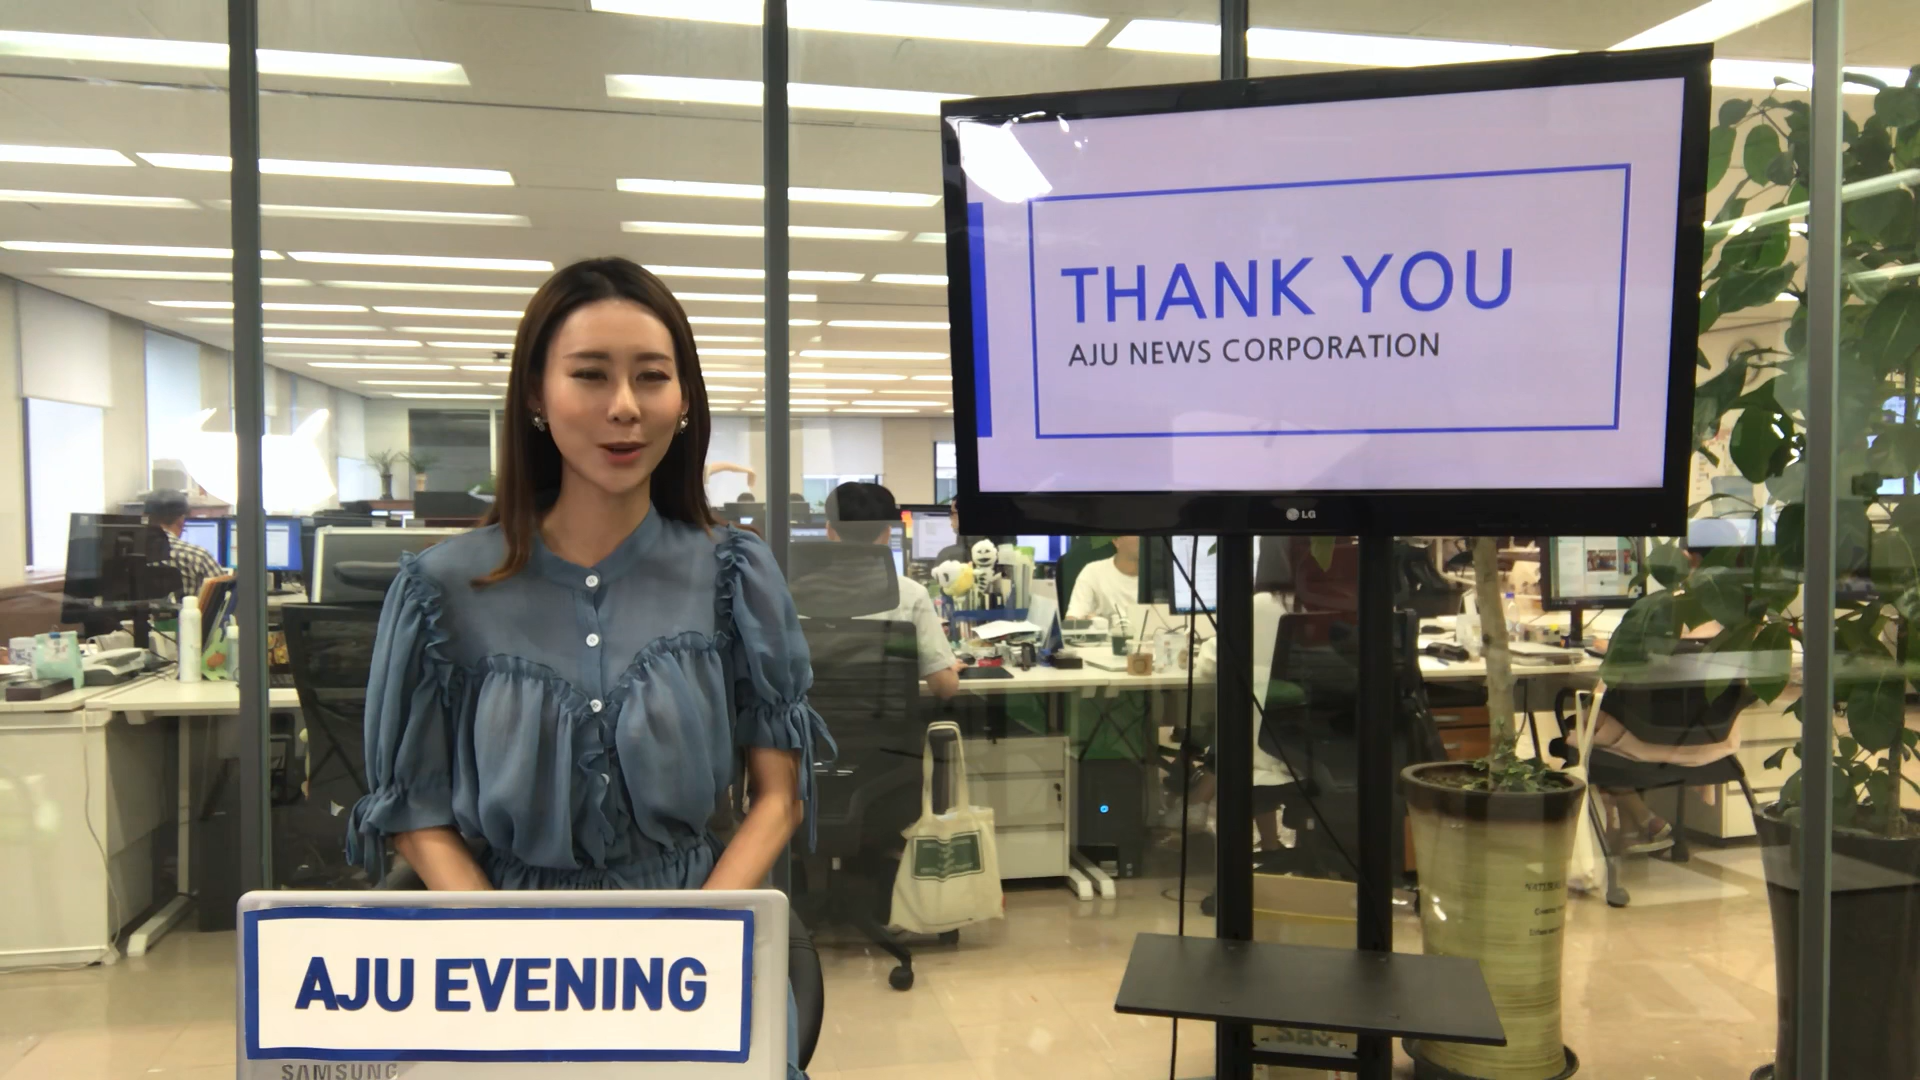 THANK YOU
AJU NEWS CORPORATION
LG
AJU EVENING
SAMSUNG